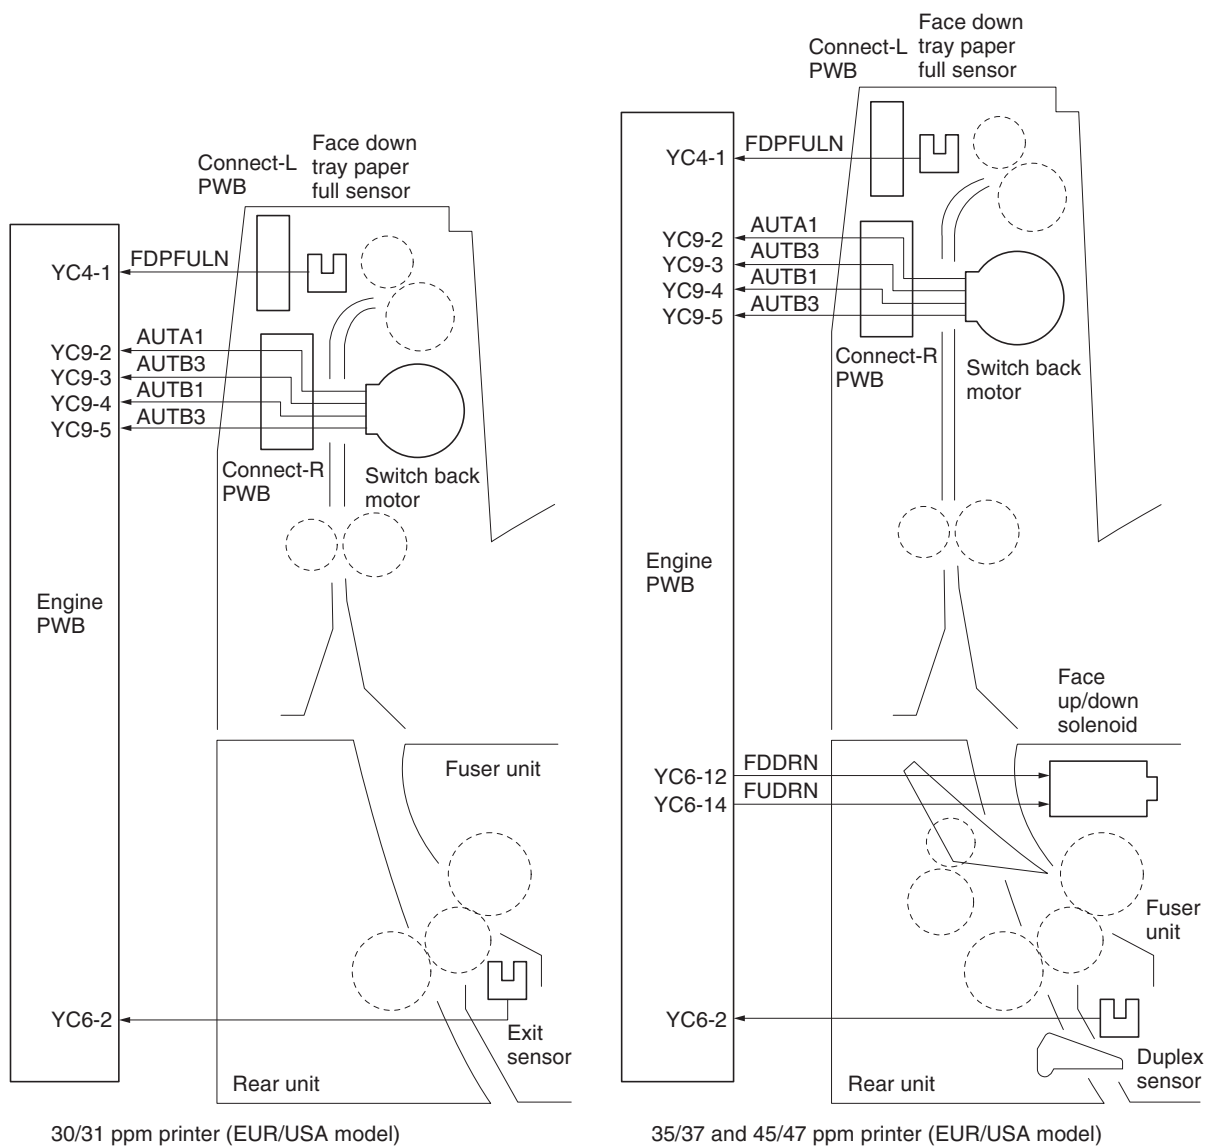 Face down
tray paper
full sensor
Connect-L
PWB
FDPFULN
YC4-1
AUTA1
AUTB3
AUTB1
AUTB3
YC9-2
YC9-3
YC9-4
YC9-5
Connect-R
PWB
Switch back
motor
Engine
PWB
Fuser unit
YC6-2
Exit
sensor
Rear unit
30/31 ppm printer (EUR/USA model)
Face down
tray paper
full sensor
Connect-L
PWB
FDPFULN
YC4-1
AUTA1
YC9-2
AUTB3
YC9-3
AUTB1
YC9-4
AUTB3
YC9-5
Connect-R
PWB
Switch back
motor
Engine
PWB
Face
up/down
solenoid
FDDRN
YC6-12
FUDRN
YC6-14
Fuser
unit
YC6-2
Duplex
sensor
Rear unit
35/37 and 45/47 ppm printer (EUR/USA model)